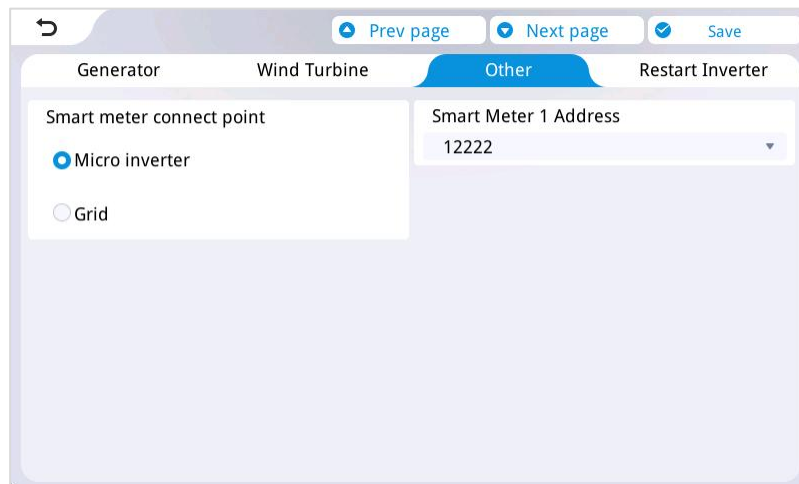 Prev page
Next page
Save
Generator
Wind Turbine
Other
Restart Inverter
Smart meter connect point
Micro inverter
Grid
Smart Meter 1 Address
12222